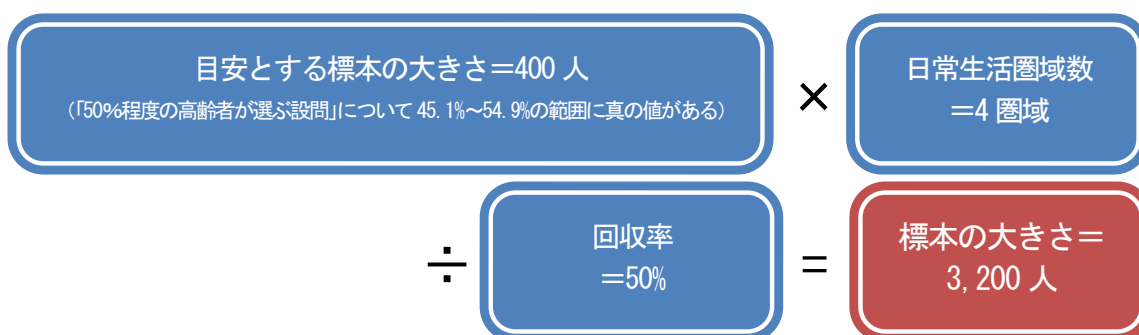 目安とする標本の大きさ＝400 人
（「50%程度の高齢者が選ぶ設問」について 45.1%～54.9%の範囲に真の値がある）
×
日常生活圏域数
＝4 圏域
÷
回収率
＝50%
＝
標本の大きさ＝
3,200 人